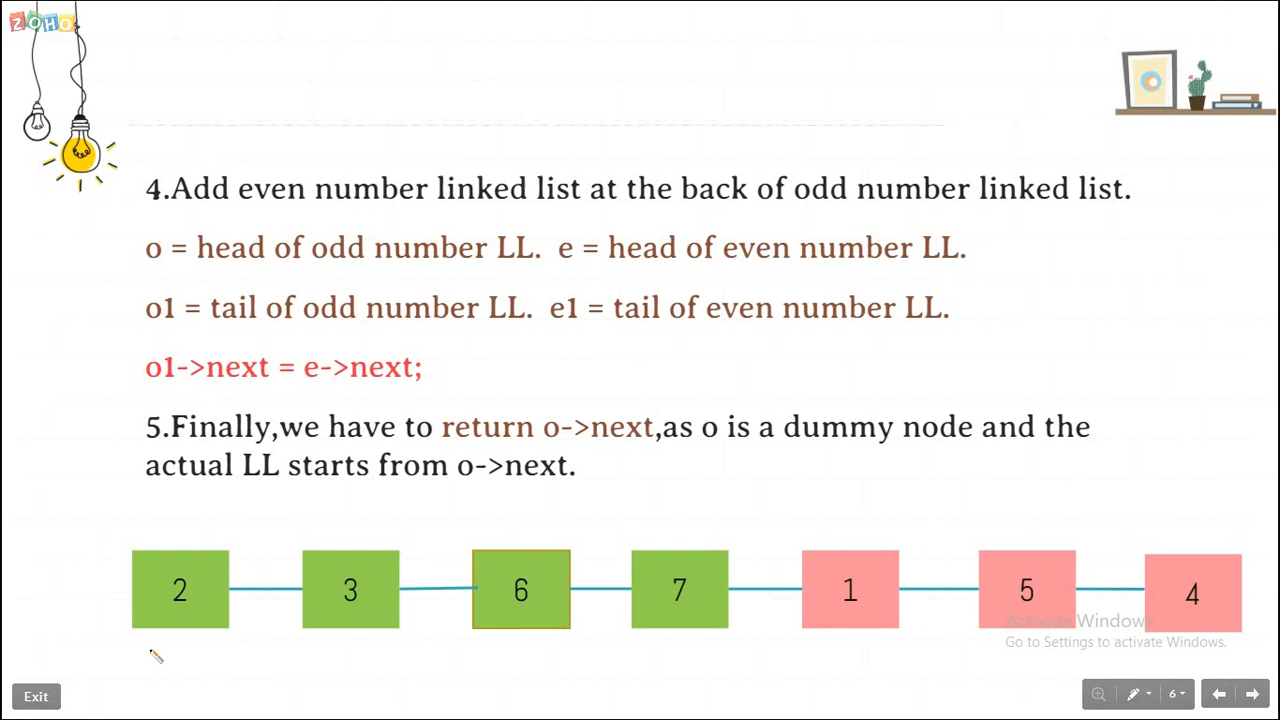 ZOHO
4.Add even number linked list at the back of odd number linked list.
o = head of odd number LL. e = head of even number LL.
o1 = tail of odd number LL. e1 = tail of even number LL.
o1->next = e->next;
5.Finally,we have to return o->next,as o is a dummy node and the
actual LL starts from o->next.
2 3 6 7 1 5 4
Activate Windows
Go to Settings to activate Windows.
Exit
6